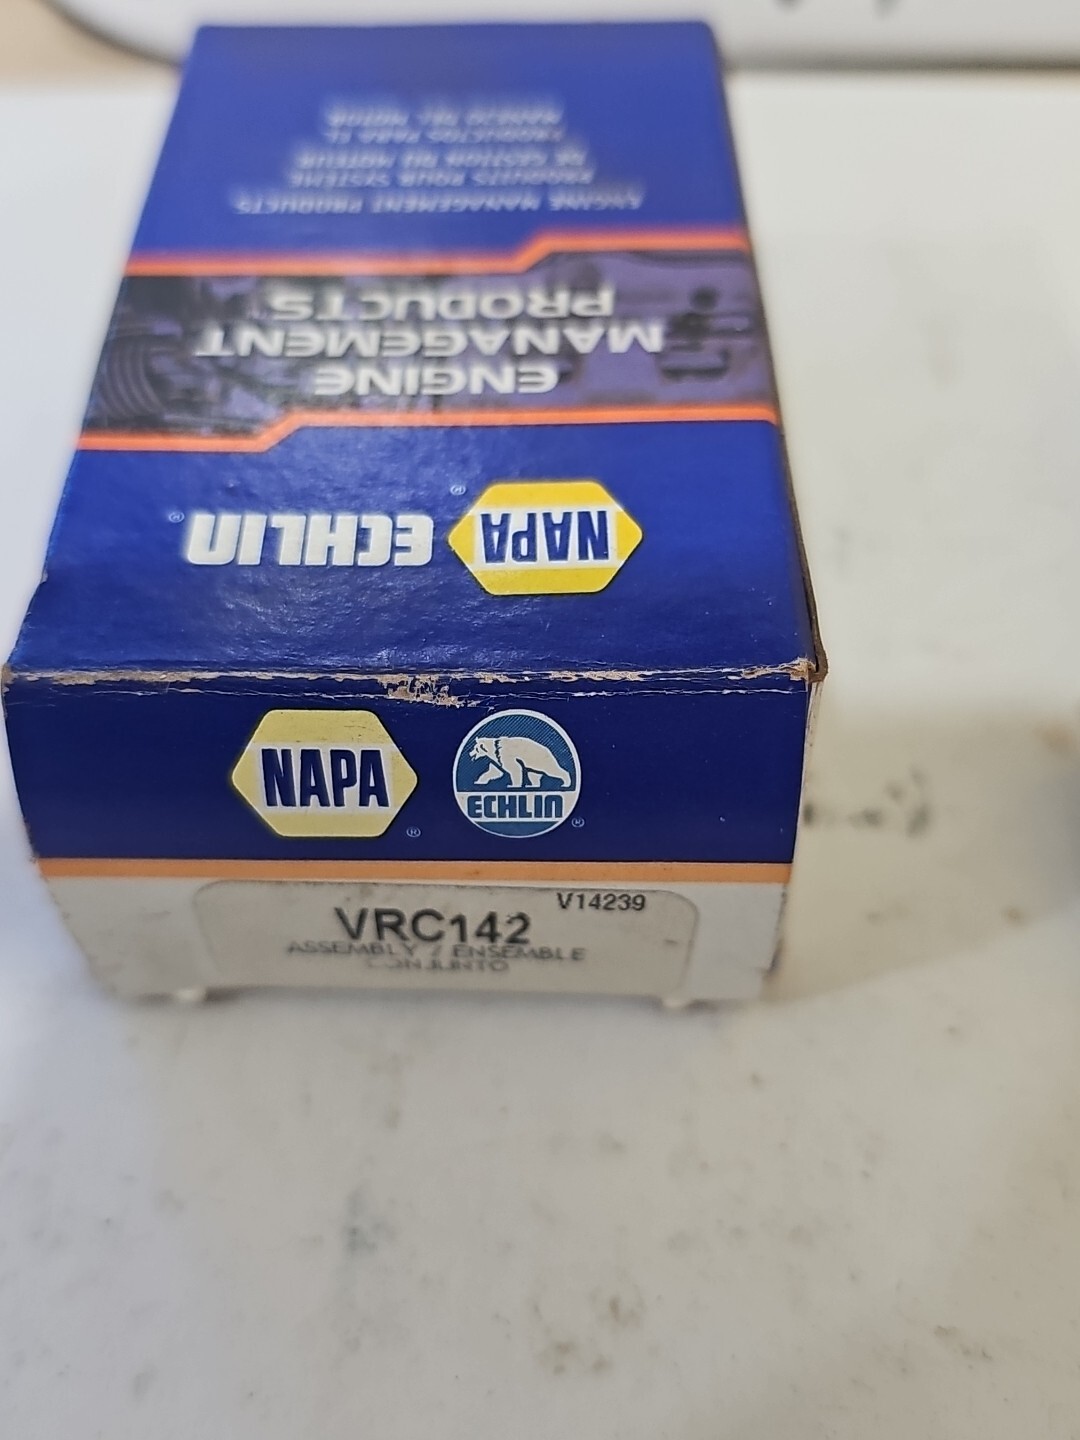 ENGINE MANAGEMENT PRODUCTS
PRODUITS POUR SYSTÈME
DE GESTION DU MOTEUR
PRODUCTOS PARA EL
MANEJO DEL MOTOR
ENGINE
MANAGEMENT
PRODUCTS
NAPA ® ECHLIN ®
NAPA ® ECHLIN ®
V14239
VRC142
ASSEMBLY / ENSEMBLE
CONJUNTO